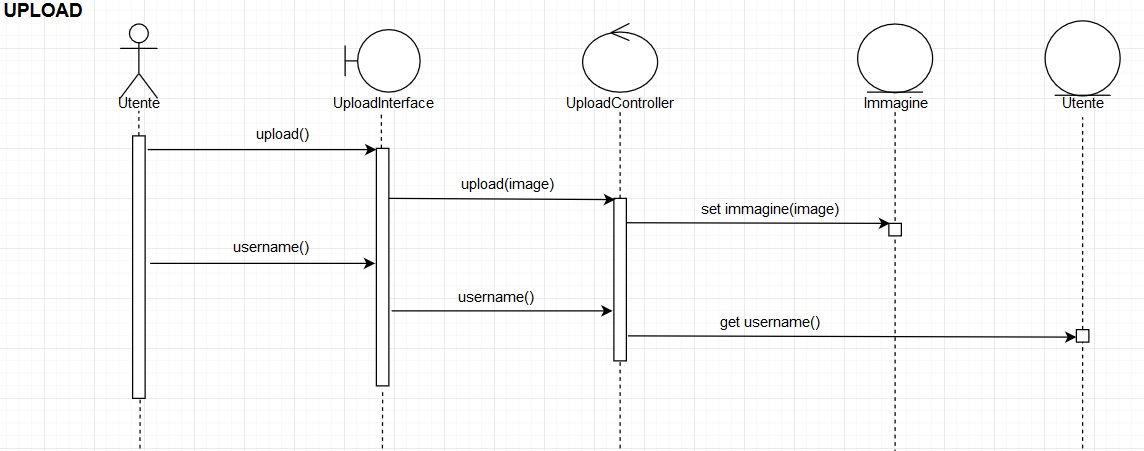 UPLOAD
Utente
UploadInterface
UploadController
Immagine
Utente
upload()
upload(image)
set immagine(image)
username()
username()
get username()